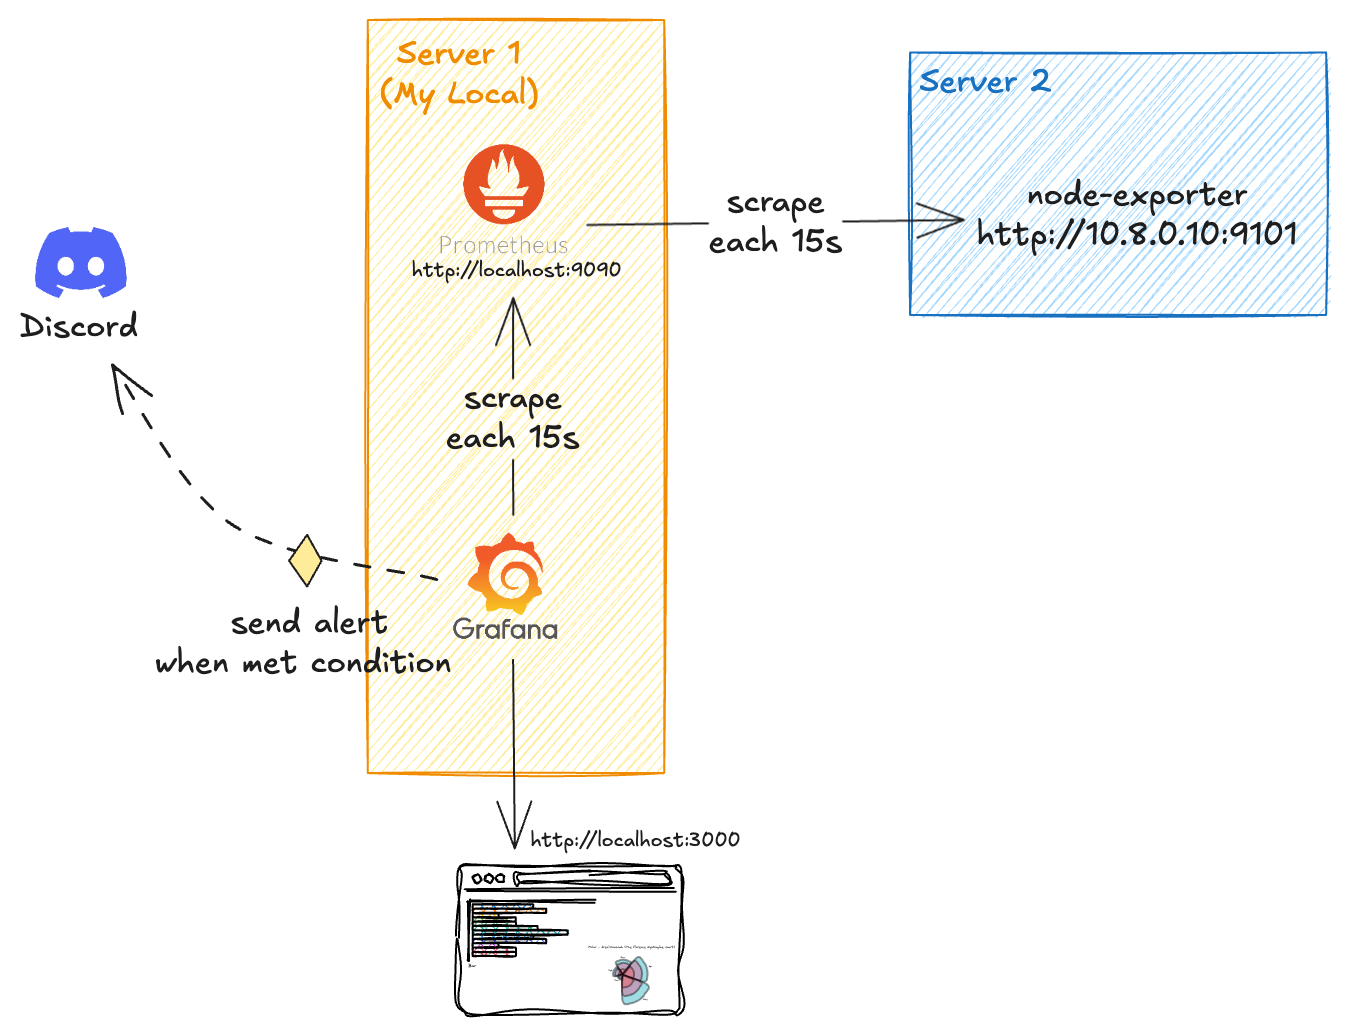 Server 1
(My Local)
Prometheus
http://localhost:9090
scrape
each 15s
Server 2
node-exporter
http://10.8.0.10:9101
Discord
scrape
each 15s
Grafana
send alert
when met condition
http://localhost:3000